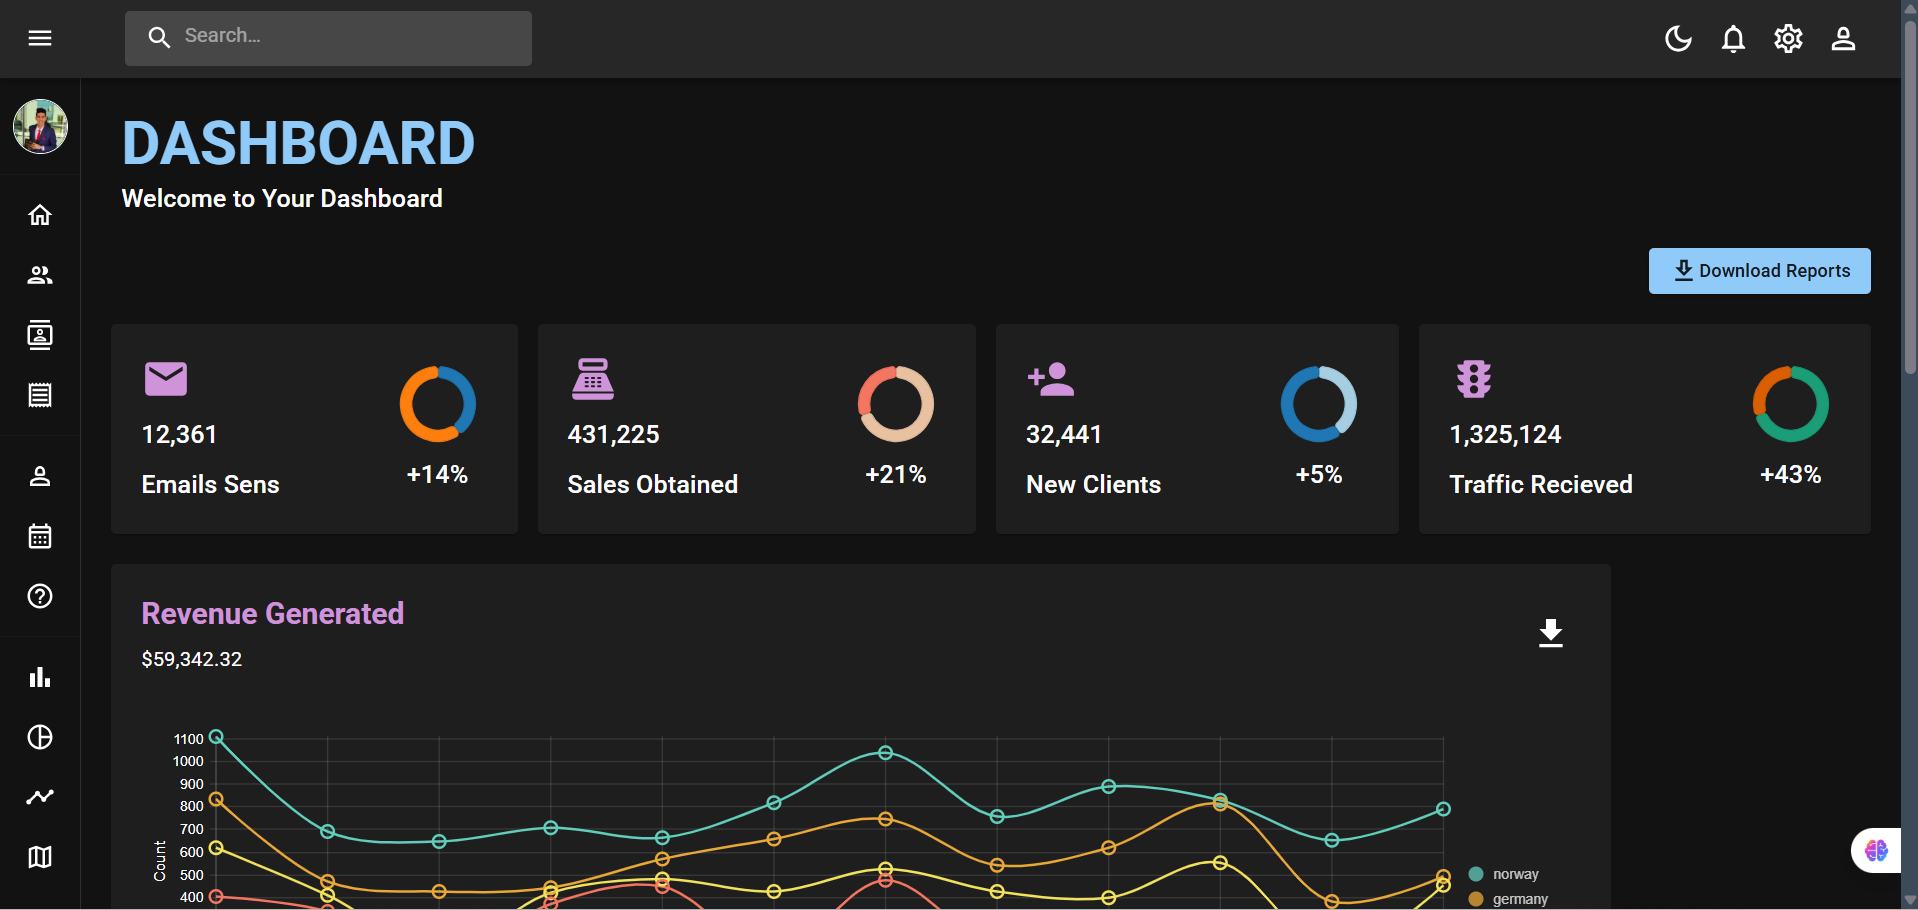 Search...
DASHBOARD
Welcome to Your Dashboard
Download Reports
12,361
Emails Sens
+14%
431,225
Sales Obtained
+21%
32,441
New Clients
+5%
1,325,124
Traffic Recieved
+43%
Revenue Generated
$59,342.32
1100
1000
900
800
700
600
500
400
Count
norway
germany